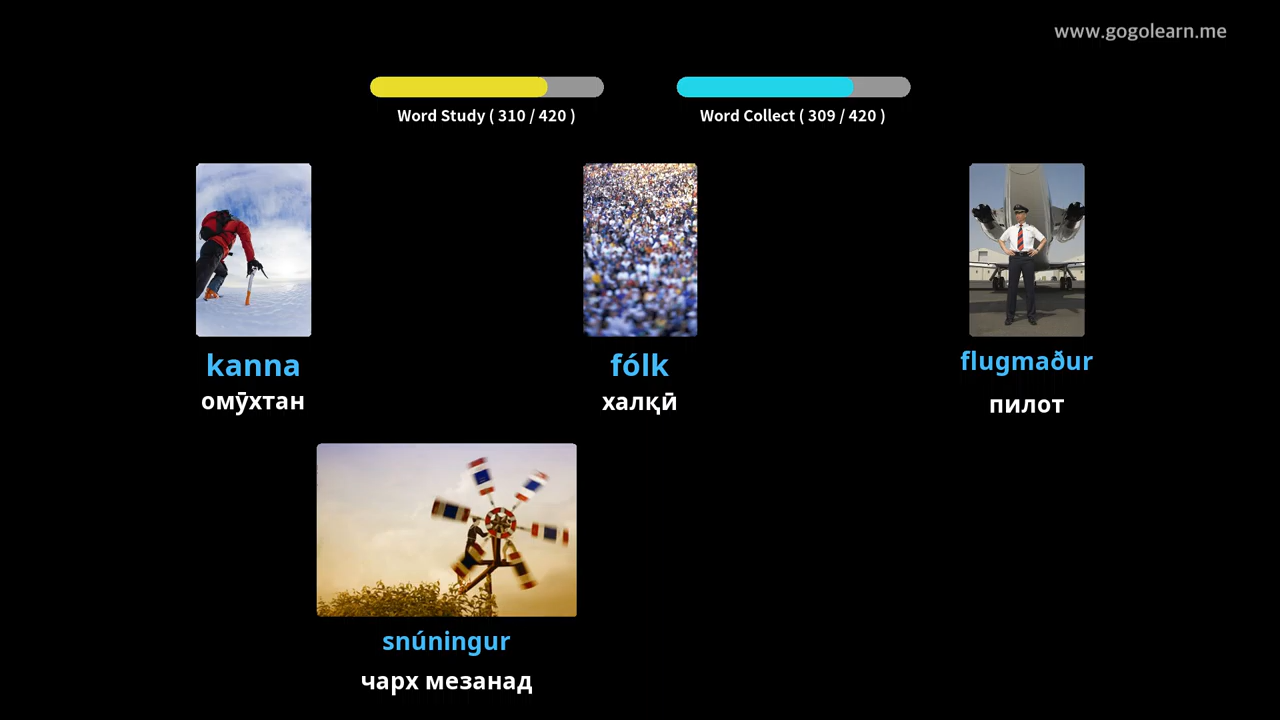 www.gogolearn.me
Word Study ( 310 / 420 )
Word Collect ( 309 / 420 )
kanna
омӯхтан
fólk
халқӣ
flugmaður
пилот
snúningur
чарх мезанад